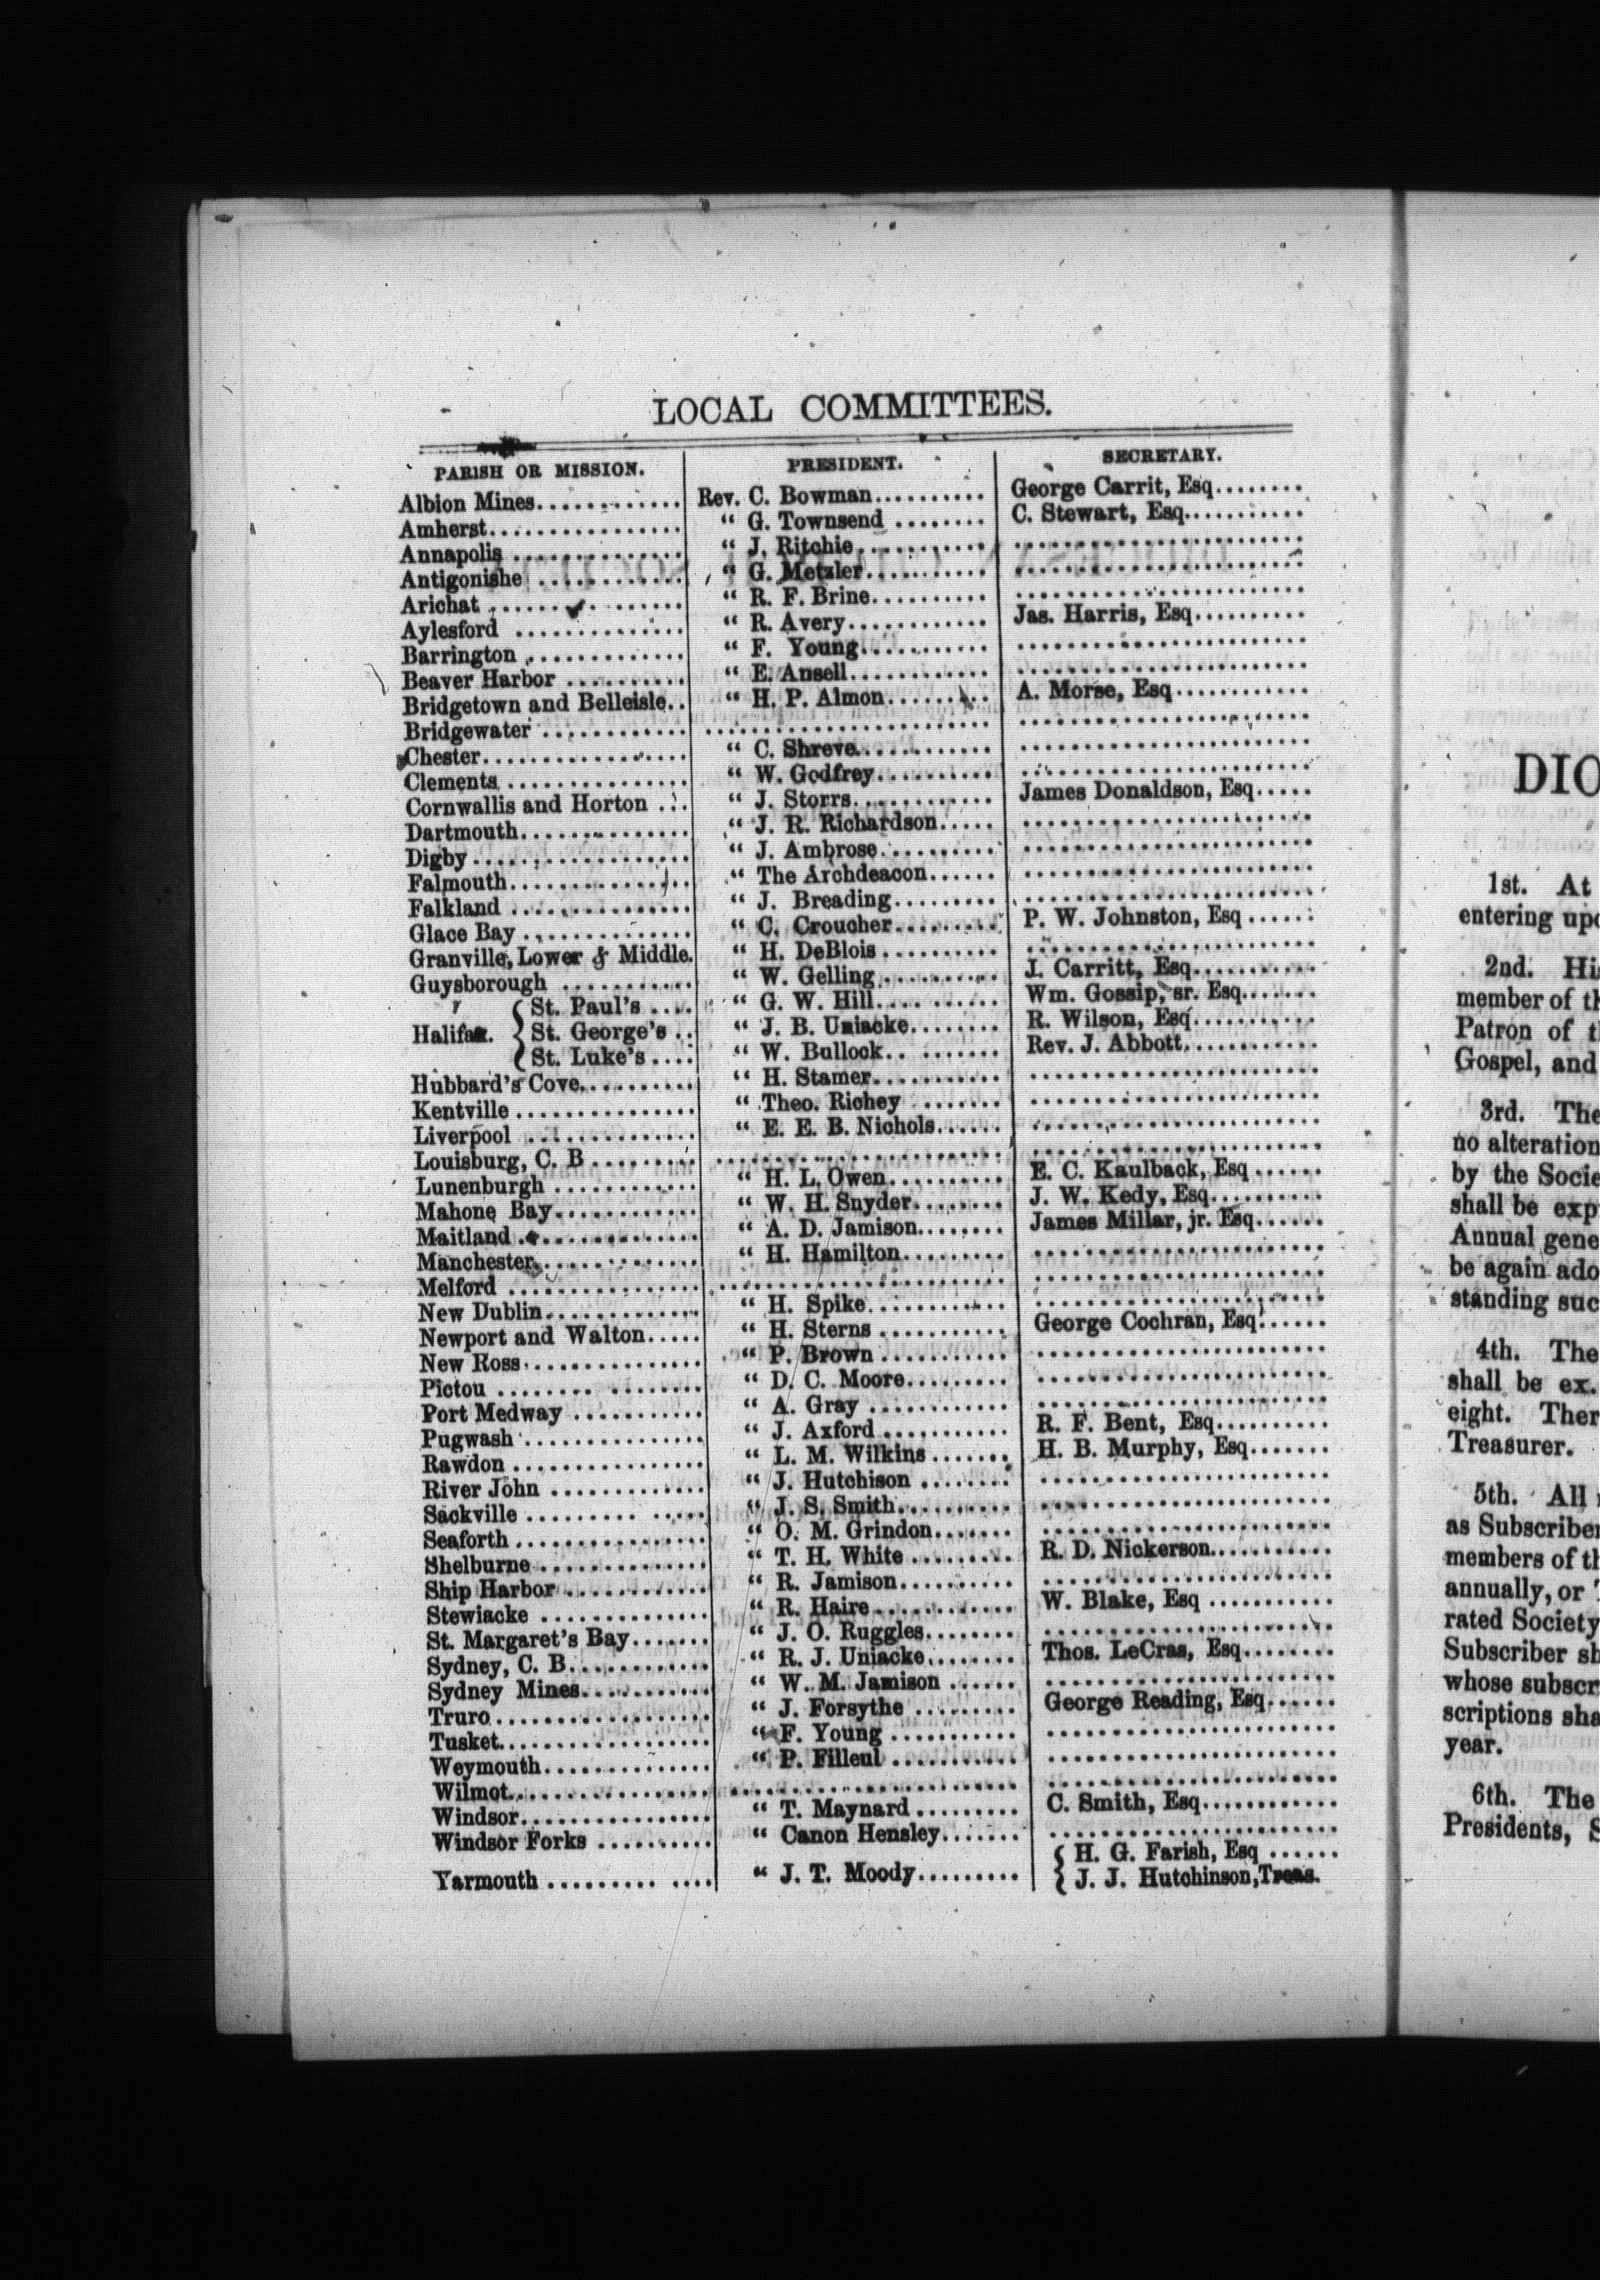 LOCAL COMMITTEES.
PARISH OR MISSION. PRESIDENT. SECRETARY.
Albion Mines............ Rev. C. Bowman.......... George Carrit, Esq........
Amherst................ " G. Townsend ........ C. Stewart, Esq...........
Annapolis .............. " J. Ritchie............ ........................
Antigonishe ............ " G. Metzler........... ........................
Arichat ................ " R. F. Brine.......... ........................
Aylesford .............. " R. Avery............ Jas. Harris, Esq..........
Barrington ............. " F. Young........... ........................
Beaver Harbor .......... " E. Ansell............ ........................
Bridgetown and Belleisle.. " H. P. Almon......... A. Morse, Esq...........
Bridgewater ............ ........................ ........................
Chester................ " C. Shreve............ ........................
Clements ............... " W. Godfrey.......... ........................
Cornwallis and Horton ... " J. Storrs............ James Donaldson, Esq.....
Dartmouth.............. " J. R. Richardson..... ........................
Digby.................. " J. Ambrose.......... ........................
Falmouth............... " The Archdeacon...... ........................
Falkland ............... " J. Breading......... ........................
Glace Bay .............. " C. Croucher......... P. W. Johnston, Esq ......
Granville, Lower & Middle. " H. DeBlois .......... ........................
Guysborough ........... " W. Gelling.......... J. Carritt, Esq...........
St. Paul's .... " G. W. Hill.... ...... Wm. Gossip, sr. Esq.......
Halifax. { St. George's .. " J. B. Uniacke........ R. Wilson, Esq...........
St. Luke's .... " W. Bullock.. ....... Rev. J. Abbott............
Hubbard's Cove.......... " H. Stamer........... ........................
Kentville ............... " Theo. Richey ....... ........................
Liverpool .............. " E. E. B. Nichols...... ........................
Louisburg, C. B ......... ........................ ........................
Lunenburgh ............ " H. L. Owen.......... E. C. Kaulback, Esq ......
Mahone Bay............ " W. H. Snyder........ J. W. Kedy, Esq..........
Maitland ............... " A. D. Jamison....... James Millar, jr. Esq......
Manchester............. " H. Hamilton......... ........................
Melford ................ ........................ ........................
New Dublin............. " H. Spike............ ........................
Newport and Walton..... " H. Sterns ........... George Cochran, Esq......
New Ross............... " P. Brown ........... ........................
Pictou ................. " D. C. Moore......... ........................
Port Medway ........... " A. Gray ............ ........................
Pugwash ............... " J. Axford ........... R. F. Bent, Esq..........
Rawdon ................ " L. M. Wilkins ....... H. B. Murphy, Esq.......
River John ............. " J. Hutchison ........ ........................
Sackville ......... ..... " J. S. Smith.......... ........................
Seaforth ................ " O. M. Grindon....... ........................
Shelburne .............. " T. H. White ......... R. D. Nickerson..........
Ship Harbor ............ " R. Jamison.......... ........................
Stewiacke .............. " R. Haire............ W. Blake, Esq ...........
St. Margaret's Bay....... " J. O. Ruggles........ ........................
Sydney, C. B............ " R. J. Uniacke........ Thos. LeCras, Esq........
Sydney Mines........... " W. M. Jamison ...... ........................
Truro.................. " J. Forsythe ......... George Reading, Esq......
Tusket................. " F. Young ........... ........................
Weymouth.............. " P. Filleul ........... ........................
Wilmot................. ........................ ........................
Windsor................ " T. Maynard ......... C. Smith, Esq............
Windsor Forks .......... " Canon Hensley....... ........................
Yarmouth ......... .... " J. T. Moody......... { H. G. Farish, Esq ......
J. J. Hutchinson, Treas.
DIO
1st. At
entering upo
2nd. His
member of th
Patron of th
Gospel, and
3rd. The
no alteration
by the Socie
shall be exp
Annual gene
be again ado
standing suc
4th. The
shall be ex.
eight. Ther
Treasurer.
5th. All
as Subscriber
members of th
annually, or
rated Society
Subscriber sh
whose subscr
scriptions sha
year.
6th. The
Presidents, S